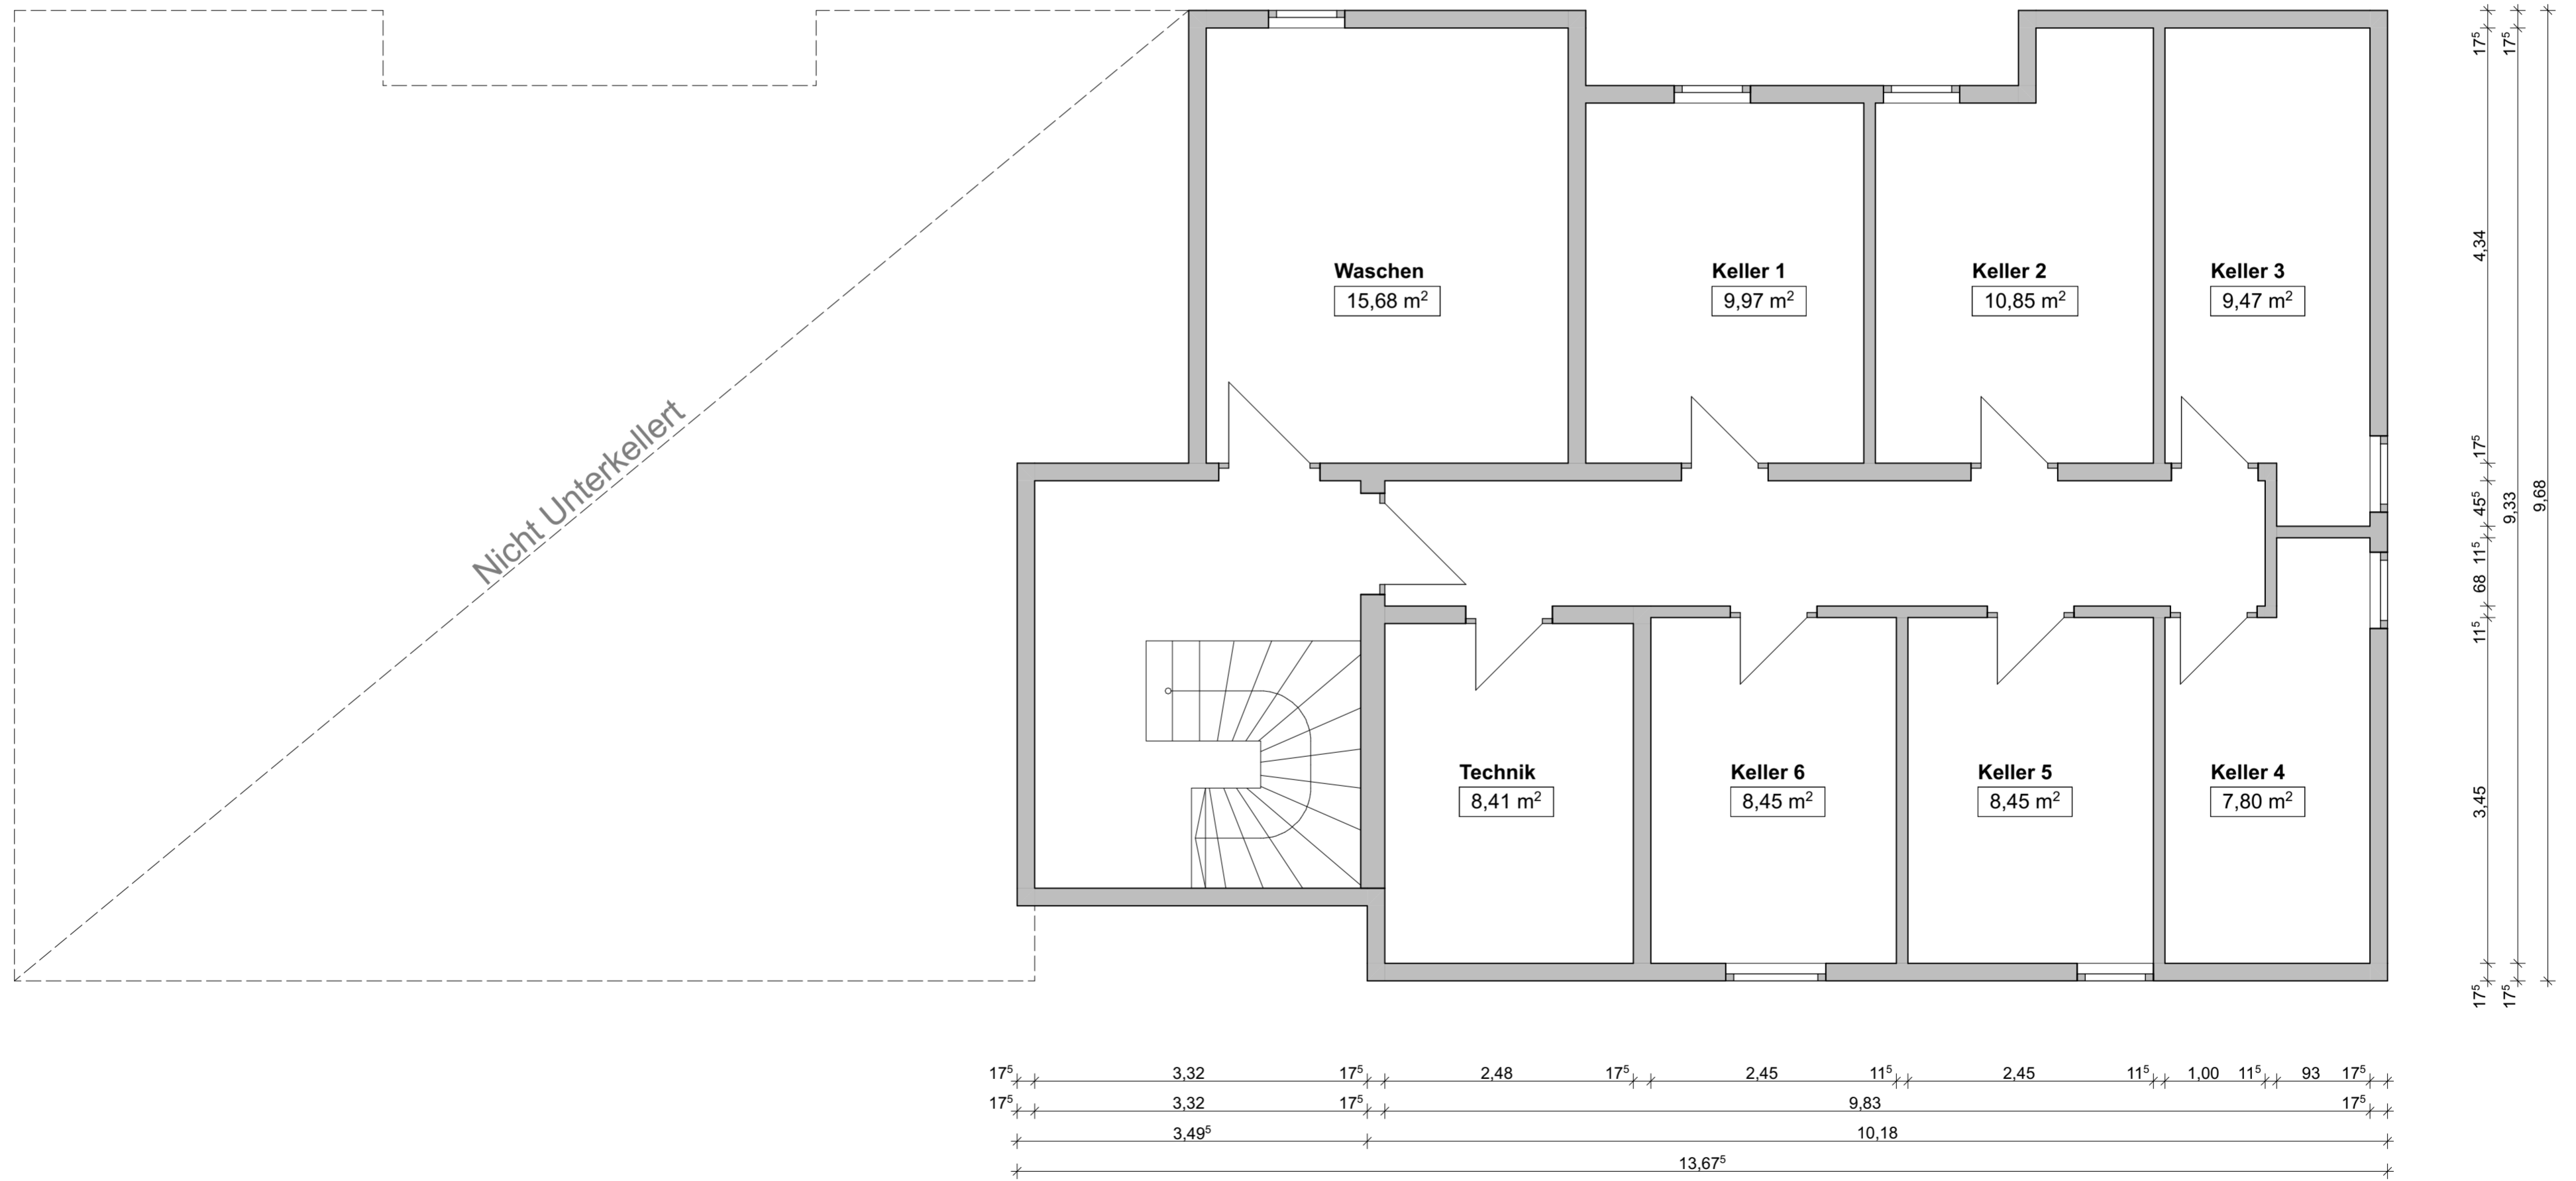 Nicht Unterkellert
Waschen
15,68 m²
Keller 1
9,97 m²
Keller 2
10,85 m²
Keller 3
9,47 m²
Technik
8,41 m²
Keller 6
8,45 m²
Keller 5
8,45 m²
Keller 4
7,80 m²
17⁵ 4,34 17⁵ 45⁵ 11⁵ 68 11⁵ 3,45 17⁵
17⁵ 9,33 17⁵
9,68
17⁵ 3,32 17⁵ 2,48 17⁵ 2,45 11⁵ 2,45 11⁵ 1,00 11⁵ 93 17⁵
17⁵ 3,32 17⁵ 9,83 17⁵
3,49⁵ 10,18
13,67⁵